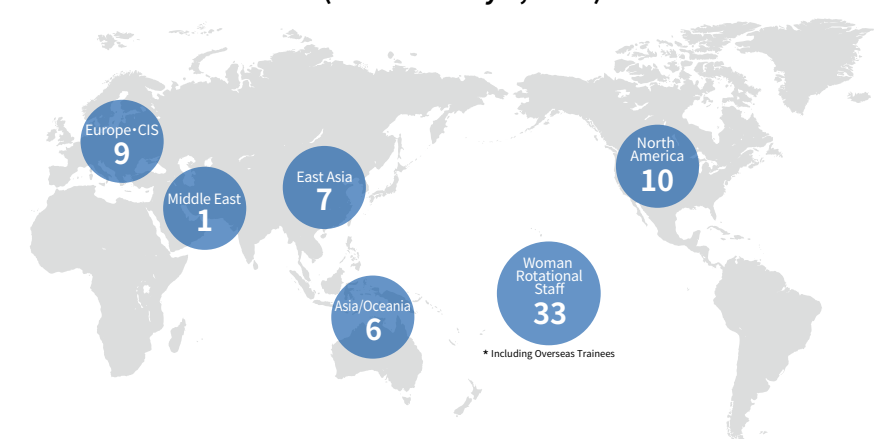 Europe・CIS
9
Middle East
1
East Asia
7
Asia/Oceania
6
North
America
10
Woman
Rotational
Staff
33
* Including Overseas Trainees